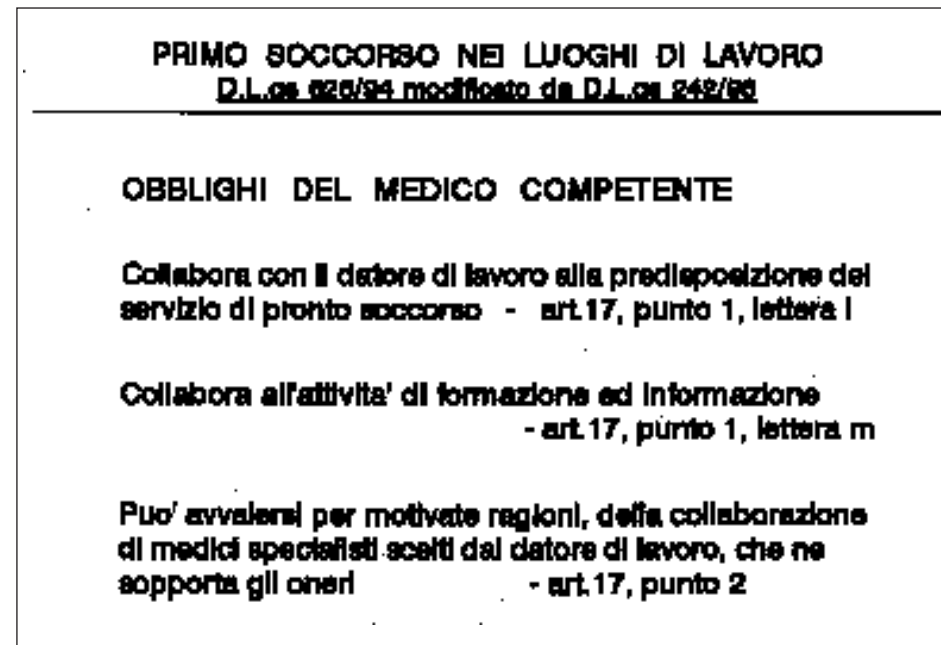 PRIMO SOCCORSO NEI LUOGHI DI LAVORO
D.L.gs 626/94 modificato da D.L.gs 242/96
OBBLIGHI DEL MEDICO COMPETENTE
Collabora con il datore di lavoro alla predisposizione del
servizio di pronto soccorso - art.17, punto 1, lettera l
Collabora all'attivita' di formazione ed informazione
- art.17, punto 1, lettera m
Puo' avvalersi per motivate ragioni, della collaborazione
di medici specialisti scelti dal datore di lavoro, che ne
sopporta gli oneri - art.17, punto 2